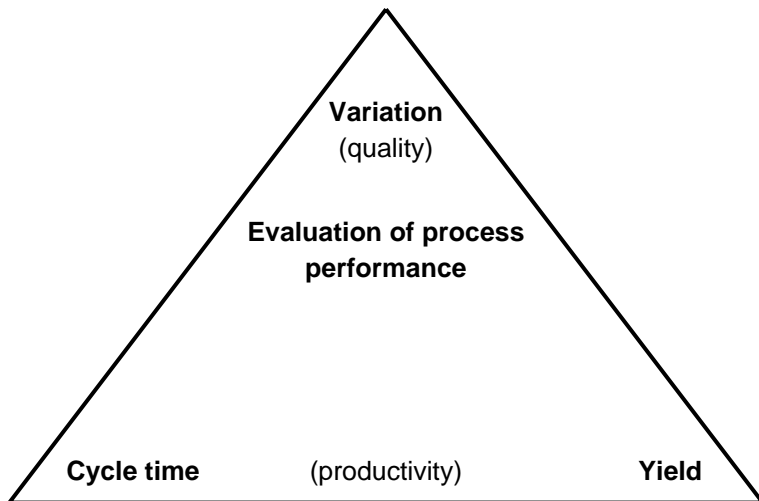 Variation
(quality)
Evaluation of process
performance
Cycle time (productivity) Yield